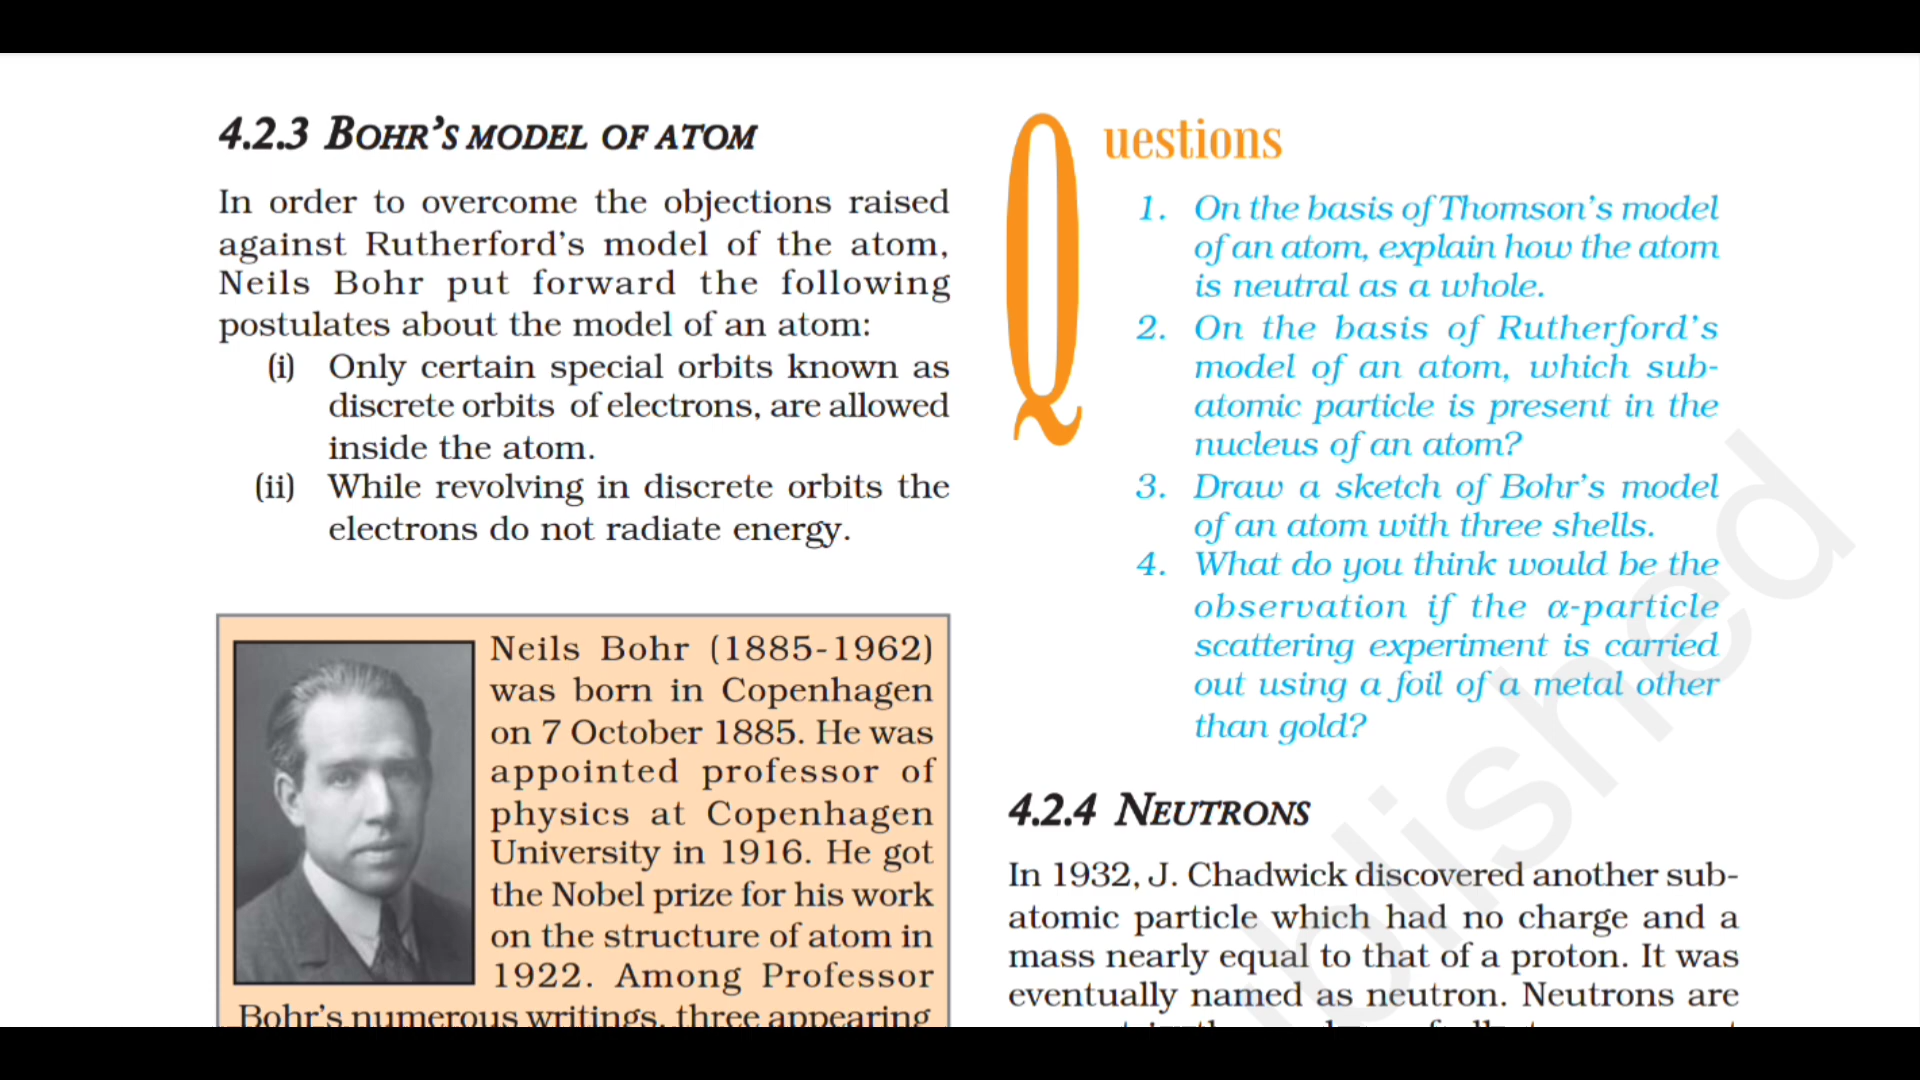 4.2.3 BOHR'S MODEL OF ATOM
In order to overcome the objections raised
against Rutherford's model of the atom,
Neils Bohr put forward the following
postulates about the model of an atom:
(i) Only certain special orbits known as
discrete orbits of electrons, are allowed
inside the atom.
(ii) While revolving in discrete orbits the
electrons do not radiate energy.
Neils Bohr (1885-1962)
was born in Copenhagen
on 7 October 1885. He was
appointed professor of
physics at Copenhagen
University in 1916. He got
the Nobel prize for his work
on the structure of atom in
1922. Among Professor
Bohr's numerous writings, three appearing
Questions
1. On the basis of Thomson's model
of an atom, explain how the atom
is neutral as a whole.
2. On the basis of Rutherford's
model of an atom, which sub-
atomic particle is present in the
nucleus of an atom?
3. Draw a sketch of Bohr's model
of an atom with three shells.
4. What do you think would be the
observation if the α-particle
scattering experiment is carried
out using a foil of a metal other
than gold?
4.2.4 NEUTRONS
In 1932, J. Chadwick discovered another sub-
atomic particle which had no charge and a
mass nearly equal to that of a proton. It was
eventually named as neutron. Neutrons are
blished